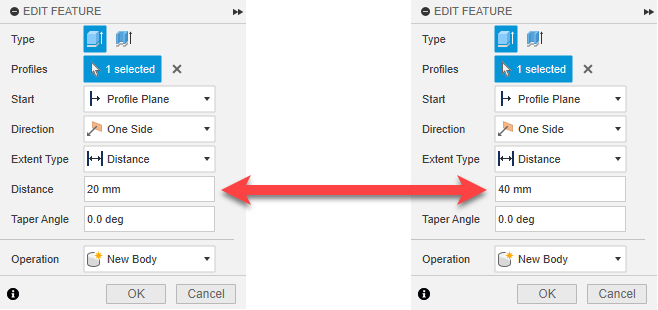 EDIT FEATURE
Type
Profiles 1 selected
Start Profile Plane
Direction One Side
Extent Type Distance
Distance 20 mm
Taper Angle 0.0 deg
Operation New Body
OK Cancel
EDIT FEATURE
Type
Profiles 1 selected
Start Profile Plane
Direction One Side
Extent Type Distance
40 mm
Taper Angle 0.0 deg
Operation New Body
OK Cancel